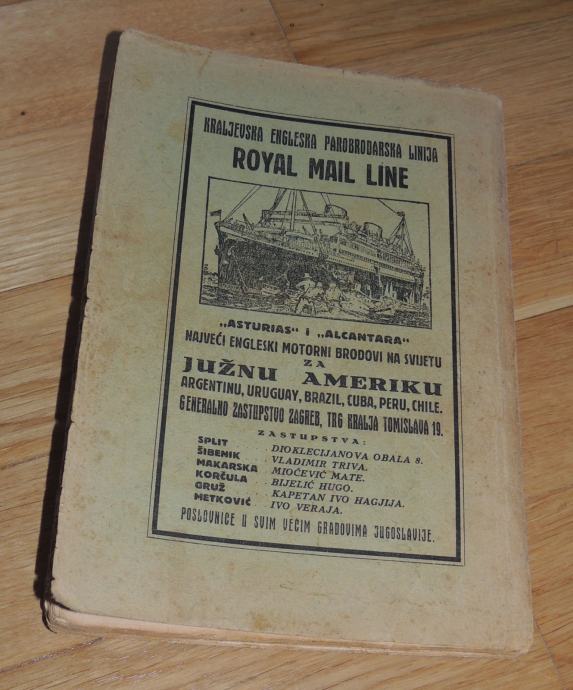 KRALJEVSKA ENGLESKA PAROBRODARSKA LINIJA
ROYAL MAIL LINE
„ASTURIAS“ i „ALCANTARA“
NAJVEĆI ENGLESKI MOTORNI BRODOVI NA SVIJETU
ZA
JUŽNU AMERIKU
ARGENTINU, URUGUAY, BRAZIL, CUBA, PERU, CHILE.
GENERALNO ZASTUPSTVO ZAGREB, TRG KRALJA TOMISLAVA 19.
ZASTUPSTVA:
SPLIT . DIOKLECIJANOVA OBALA 8.
ŠIBENIK . VLADIMIR TRIVA.
MAKARSKA . MIOČEVIĆ MATE.
KORČULA . BIJELIĆ HUGO.
GRUŽ . KAPETAN IVO HAGJIJA.
METKOVIĆ . IVO VERAJA.
POSLOVNICE U SVIM VEĆIM GRADOVIMA JUGOSLAVIJE.